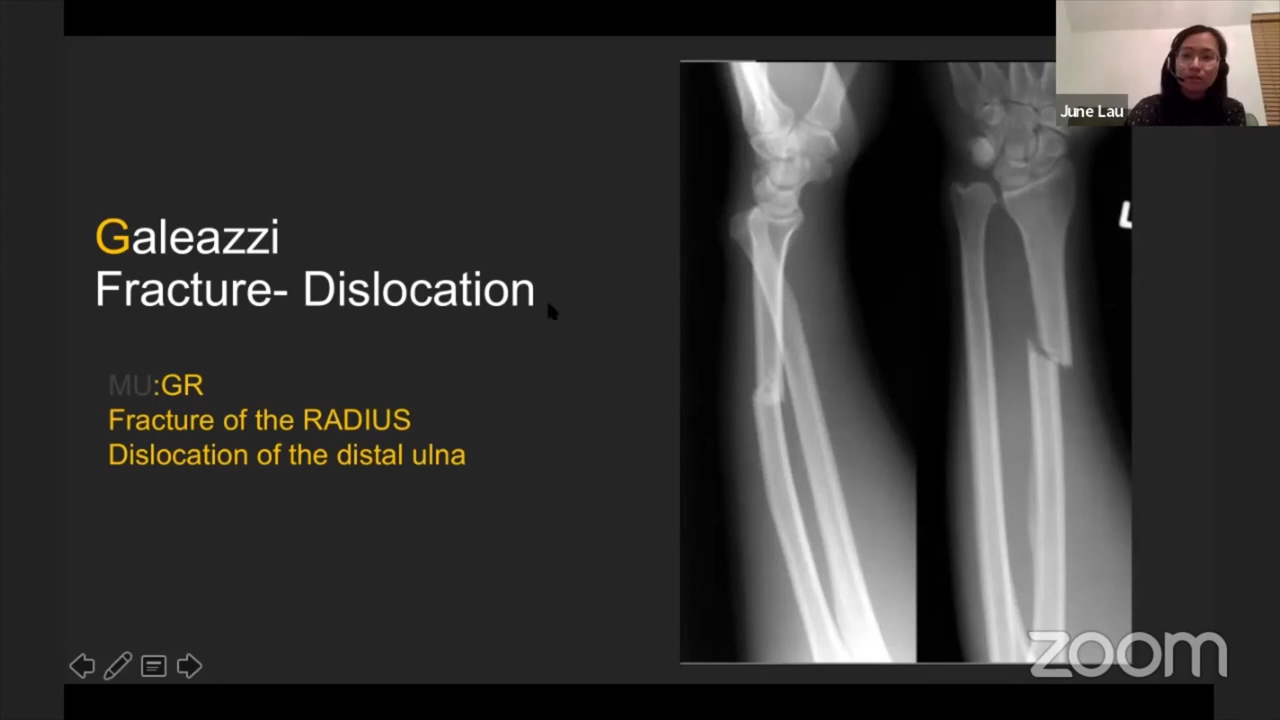 June Lau
Galeazzi
Fracture- Dislocation
MU:GR
Fracture of the RADIUS
Dislocation of the distal ulna
L
zoom